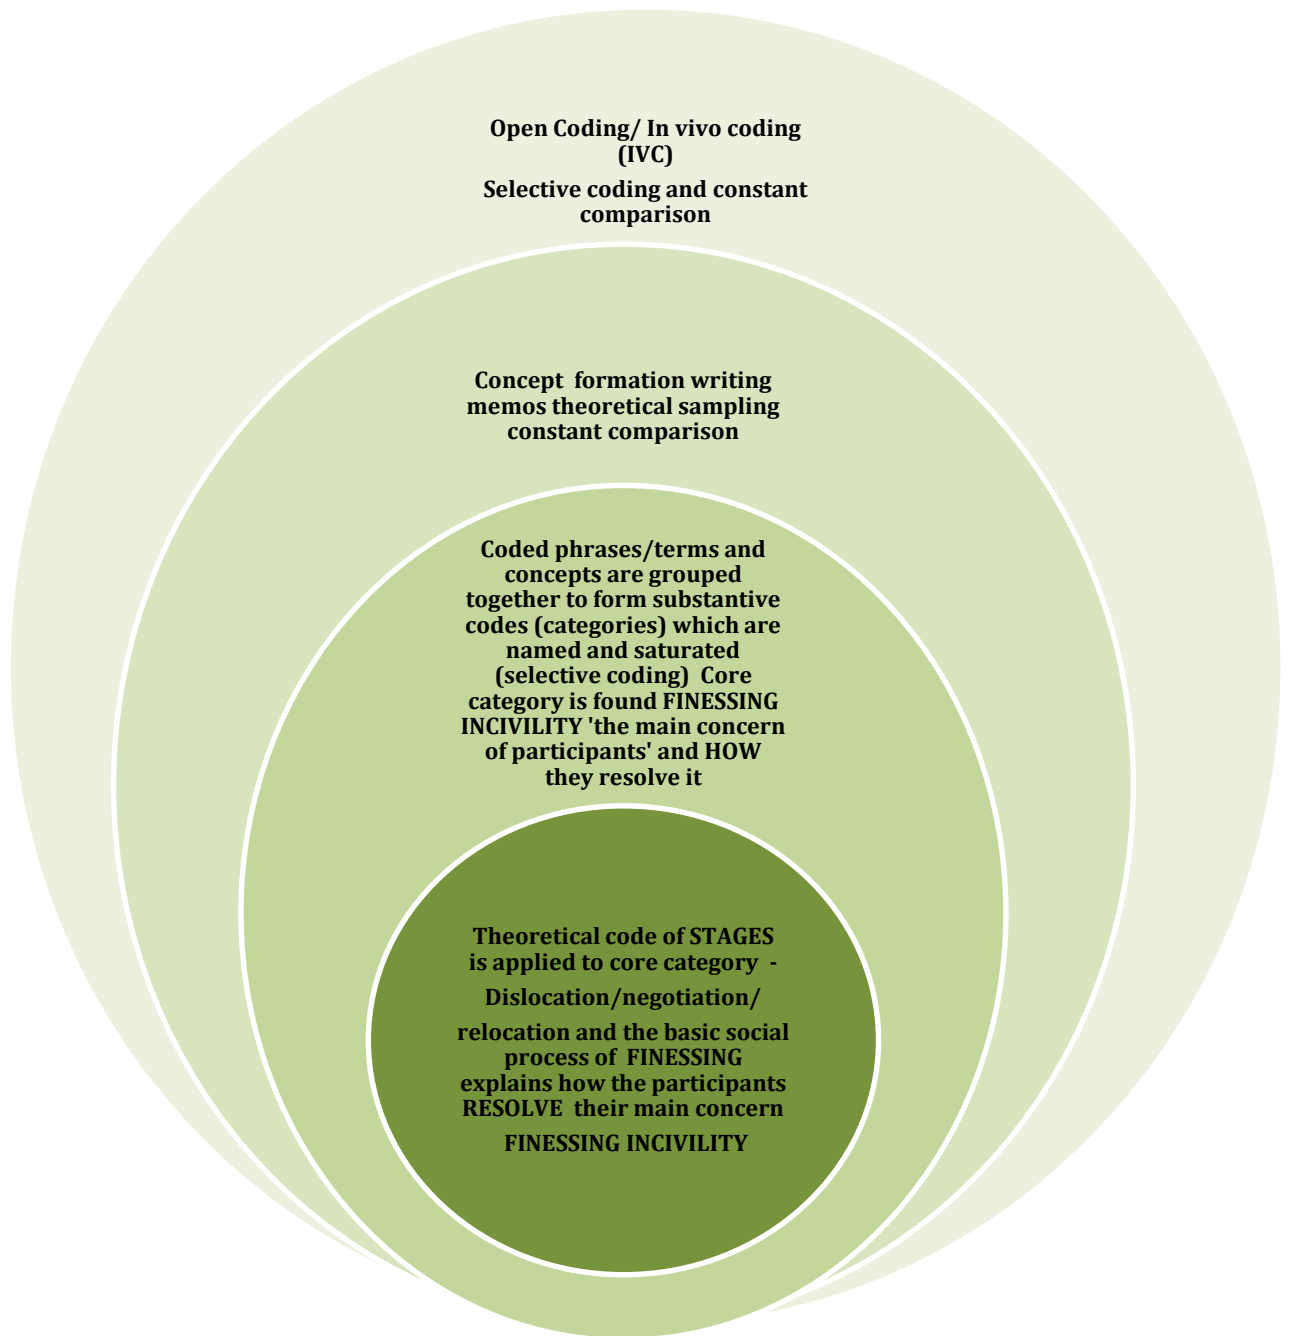 Open Coding/ In vivo coding
(IVC)
Selective coding and constant
comparison
Concept  formation writing
memos theoretical sampling
constant comparison
Coded phrases/terms and
concepts are grouped
together to form substantive
codes (categories) which are
named and saturated
(selective coding)  Core
category is found FINESSING
INCIVILITY 'the main concern
of participants' and HOW
they resolve it
Theoretical code of STAGES
is applied to core category  -
Dislocation/negotiation/
relocation and the basic social
process of  FINESSING
explains how the participants
RESOLVE  their main concern
FINESSING INCIVILITY